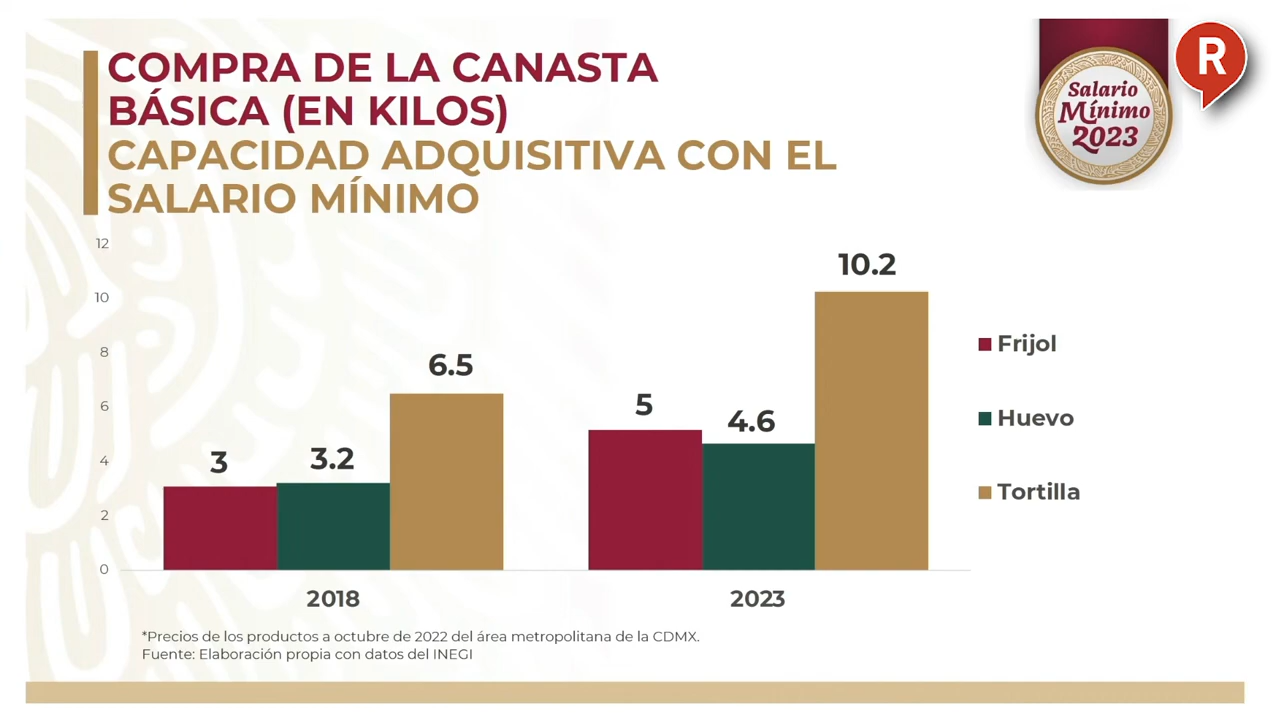 COMPRA DE LA CANASTA
BÁSICA (EN KILOS)
CAPACIDAD ADQUISITIVA CON EL
SALARIO MÍNIMO
Salario
Mínimo
2023
R
12
10
8
6
4
2
0
3
3.2
6.5
5
4.6
10.2
2018
2023
Frijol
Huevo
Tortilla
*Precios de los productos a octubre de 2022 del área metropolitana de la CDMX.
Fuente: Elaboración propia con datos del INEGI